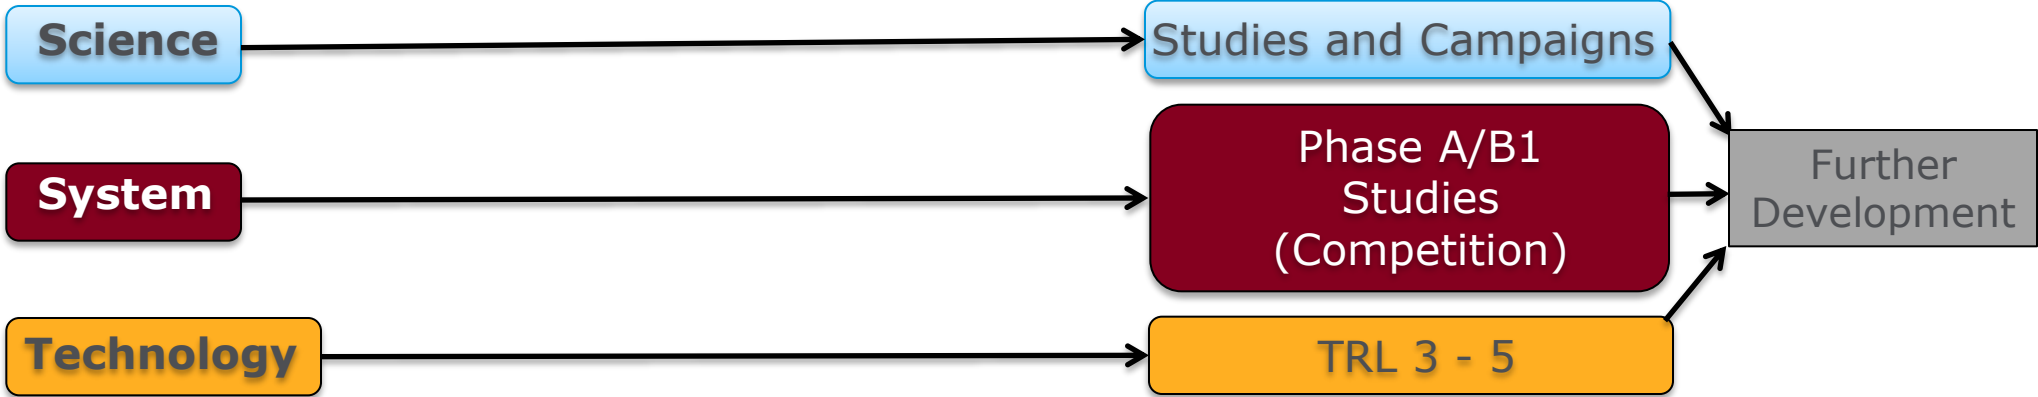 Science
Studies and Campaigns
System
Phase A/B1
Studies
(Competition)
Further
Development
Technology
TRL 3 - 5